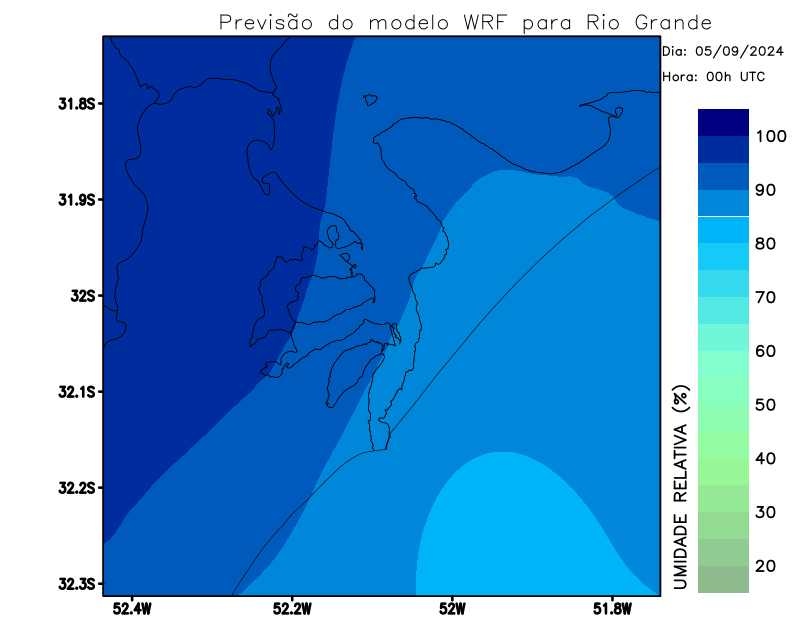 Previsão do modelo WRF para Rio Grande
Dia: 05/09/2024
Hora: 00h UTC
31.8S
31.9S
32S
32.1S
32.2S
32.3S
52.4W
52.2W
52W
51.8W
100
90
80
70
60
50
40
30
20
UMIDADE RELATIVA (%)